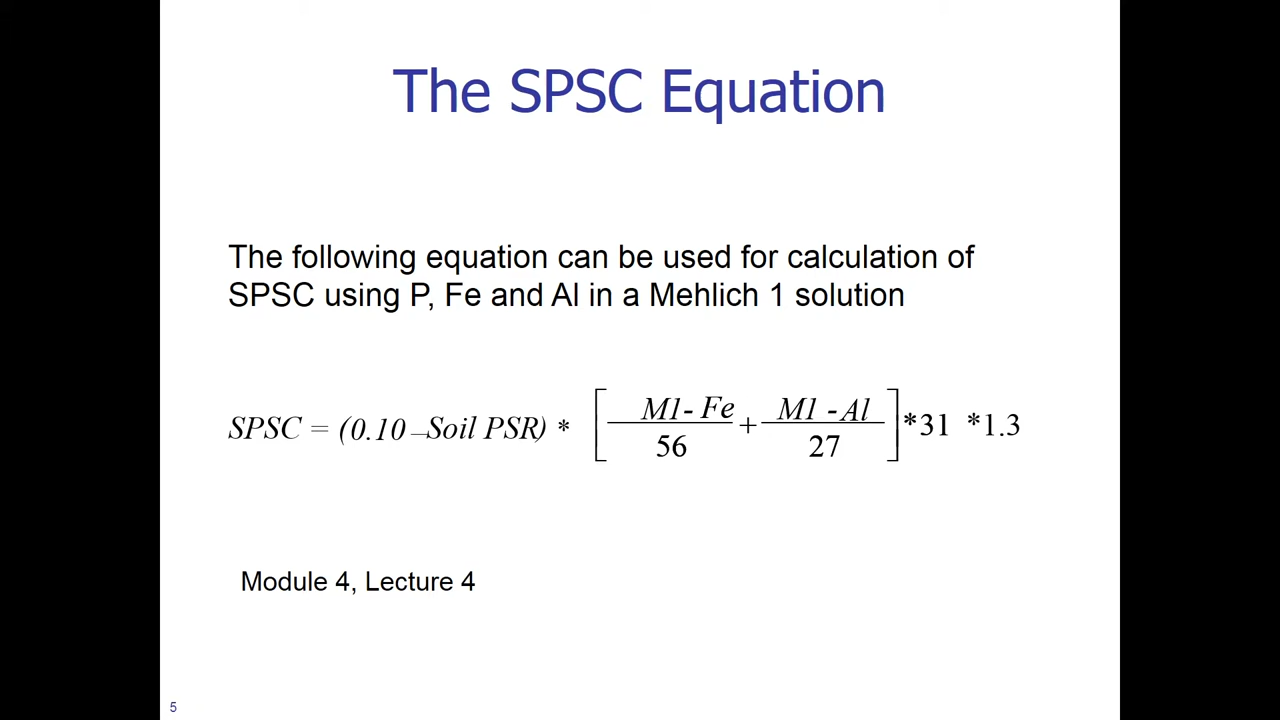 The SPSC Equation
The following equation can be used for calculation of
SPSC using P, Fe and Al in a Mehlich 1 solution
SPSC = (0.10 – Soil PSR) * [ M1- Fe / 56 + M1 - Al / 27 ] *31 *1.3
Module 4, Lecture 4
5